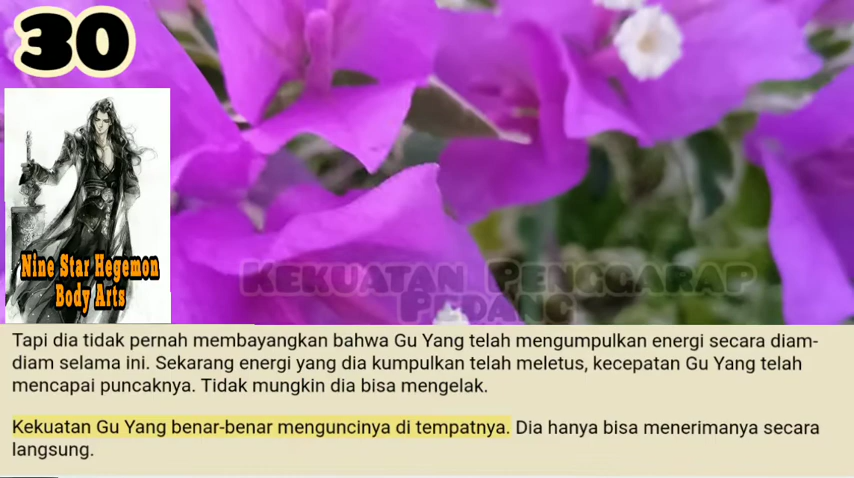 30
Nine Star Hegemon
Body Arts
KEKUATAN PENGGARAP
PEDANG
Tapi dia tidak pernah membayangkan bahwa Gu Yang telah mengumpulkan energi secara diam-
diam selama ini. Sekarang energi yang dia kumpulkan telah meletus, kecepatan Gu Yang telah
mencapai puncaknya. Tidak mungkin dia bisa mengelak.
Kekuatan Gu Yang benar-benar menguncinya di tempatnya. Dia hanya bisa menerimanya secara
langsung.